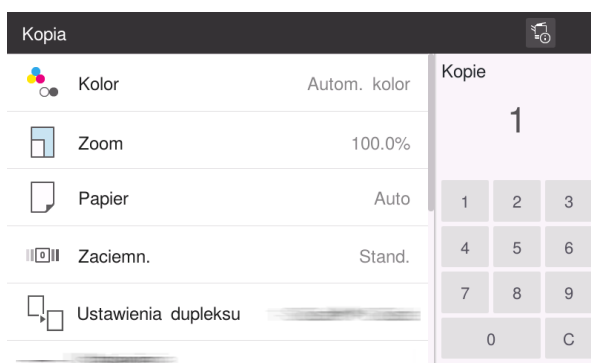 Kopia
Kolor Autom. kolor
Zoom 100.0%
Papier Auto
Zaciemn. Stand.
Ustawienia dupleksu
Kopie
1
1 2 3
4 5 6
7 8 9
0 C